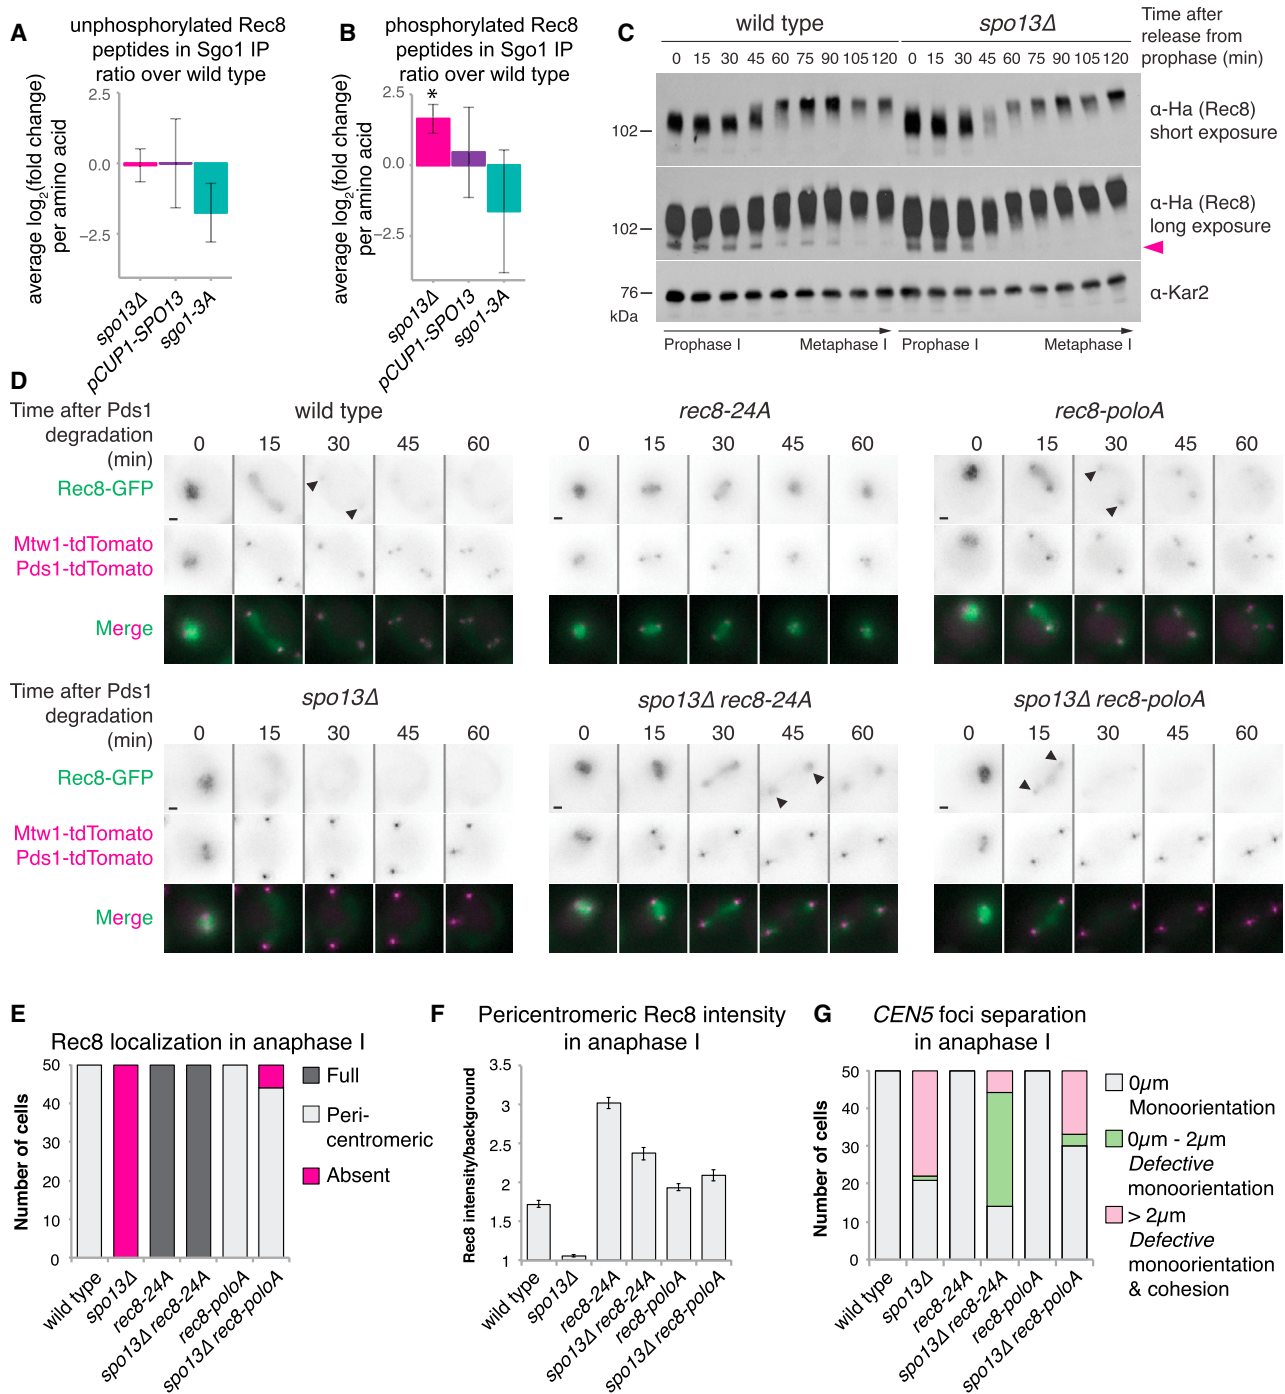 A
unphosphorylated Rec8
peptides in Sgo1 IP
ratio over wild type
average log2(fold change)
per amino acid
2.5
0.0
−2.5
spo13Δ
pCUP1-SPO13
sgo1-3A
B
phosphorylated Rec8
peptides in Sgo1 IP
ratio over wild type
average log2(fold change)
per amino acid
2.5
0.0
−2.5
*
spo13Δ
pCUP1-SPO13
sgo1-3A
C
wild type
spo13Δ
Time after
release from
prophase (min)
0 15 30 45 60 75 90 105 120 0 15 30 45 60 75 90 105 120
102
α-Ha (Rec8)
short exposure
102
α-Ha (Rec8)
long exposure
76
kDa
α-Kar2
Prophase I Metaphase I Prophase I Metaphase I
D
Time after Pds1
degradation
(min)
wild type
0 15 30 45 60
rec8-24A
0 15 30 45 60
rec8-poloA
0 15 30 45 60
Rec8-GFP
Mtw1-tdTomato
Pds1-tdTomato
Merge
Time after Pds1
degradation
(min)
spo13Δ
0 15 30 45 60
spo13Δ rec8-24A
0 15 30 45 60
spo13Δ rec8-poloA
0 15 30 45 60
Rec8-GFP
Mtw1-tdTomato
Pds1-tdTomato
Merge
E
Rec8 localization in anaphase I
Number of cells
50
40
30
20
10
0
wild type
spo13Δ
rec8-24A
spo13Δ rec8-24A
rec8-poloA
spo13Δ rec8-poloA
Full
Peri-
centromeric
Absent
F
Pericentromeric Rec8 intensity
in anaphase I
Rec8 intensity/background
3.5
3
2.5
2
1.5
1
wild type
spo13Δ
rec8-24A
spo13Δ rec8-24A
rec8-poloA
spo13Δ rec8-poloA
G
CEN5 foci separation
in anaphase I
Number of cells
50
40
30
20
10
0
wild type
spo13Δ
rec8-24A
spo13Δ rec8-24A
rec8-poloA
spo13Δ rec8-poloA
0µm
Monoorientation
0µm - 2µm
Defective
monoorientation
> 2µm
Defective
monoorientation
& cohesion